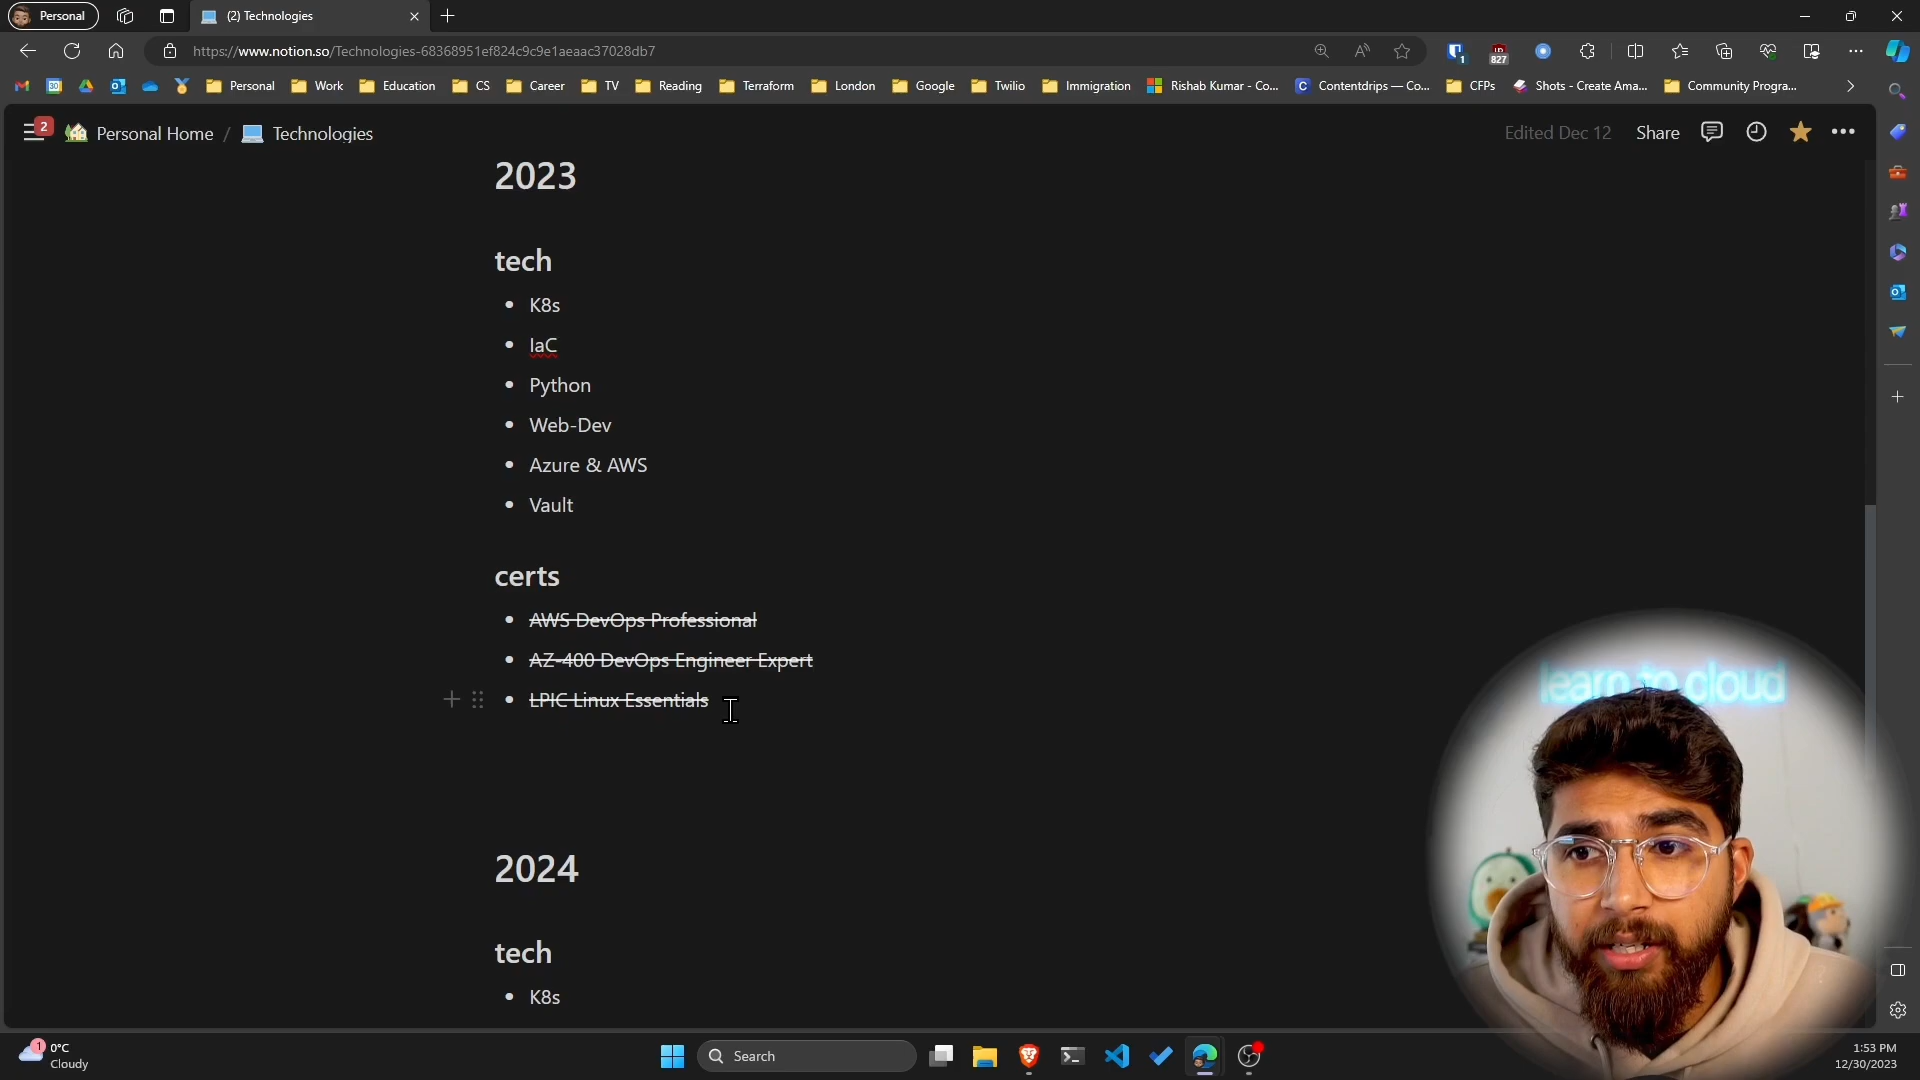 Personal
(2) Technologies
https://www.notion.so/Technologies-68368951ef824c9c9e1aeaac37028db7
1
827
Personal
Work
Education
CS
Career
TV
Reading
Terraform
London
Google
Twilio
Immigration
Rishab Kumar - Co...
C
Contentdrips — Co...
CFPs
Shots - Create Ama...
Community Progra...
2
Personal Home / Technologies
Edited Dec 12
Share
2023
tech
• K8s
• IaC
• Python
• Web-Dev
• Azure & AWS
• Vault
certs
• AWS DevOps Professional
• AZ-400 DevOps Engineer Expert
• LPIC Linux Essentials
learn to cloud
2024
tech
• K8s
1
0°C
Cloudy
Search
1:53 PM
12/30/2023